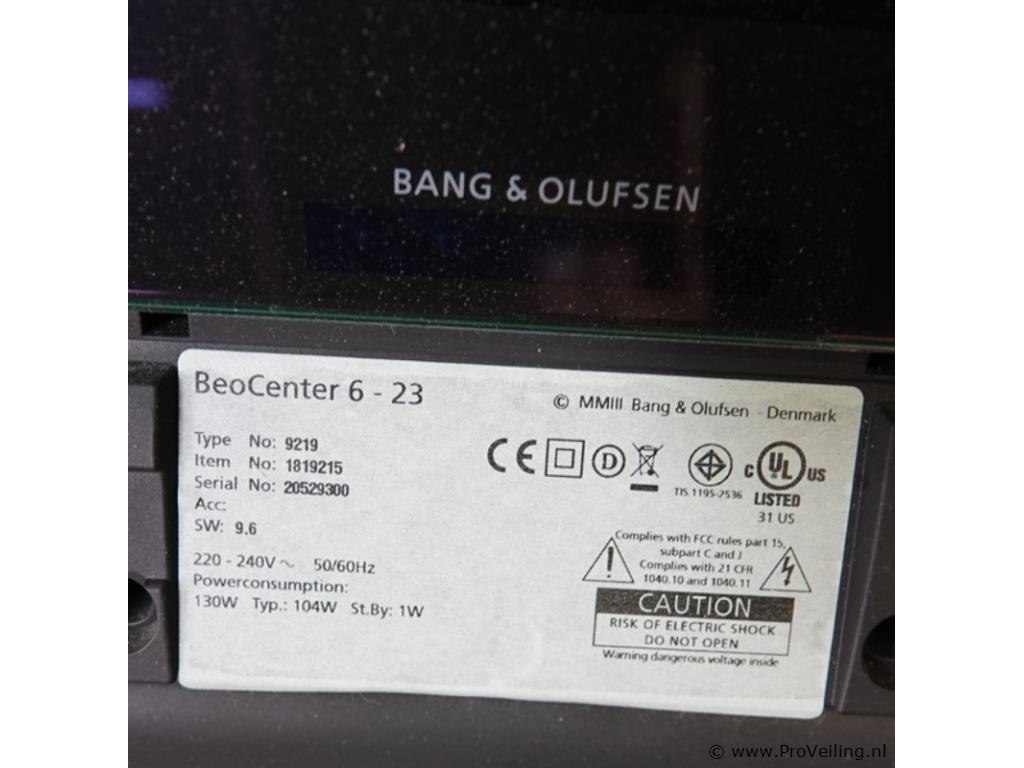 BANG & OLUFSEN
BeoCenter 6 - 23
© MMIII Bang & Olufsen - Denmark
Type No: 9219
Item No: 1819215
Serial No: 20529300
Acc:
SW: 9.6
220 - 240V ~ 50/60Hz
Powerconsumption:
130W Typ.: 104W St.By: 1W
CE D TIS.1195-2536 c UL US
LISTED
31 US
Complies with FCC rules part 15,
subpart C and J
Complies with 21 CFR
1040.10 and 1040.11
!
CAUTION
RISK OF ELECTRIC SHOCK
DO NOT OPEN
Warning dangerous voltage inside
© www.ProVeiling.nl